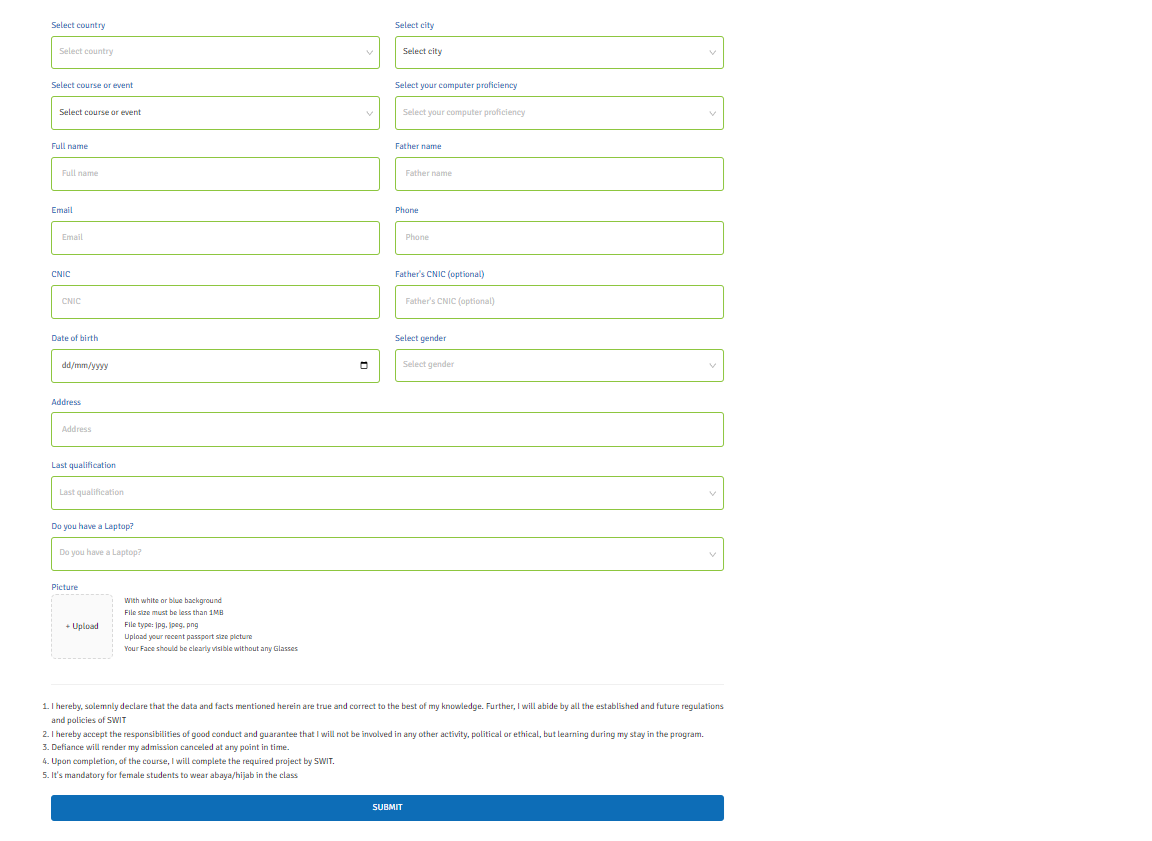 Select country
Select city
Select country
Select city
Select course or event
Select your computer proficiency
Select course or event
Select your computer proficiency
Full name
Father name
Full name
Father name
Email
Phone
Email
Phone
CNIC
Father's CNIC (optional)
CNIC
Father's CNIC (optional)
Date of birth
Select gender
dd/mm/yyyy
Select gender
Address
Address
Last qualification
Last qualification
Do you have a Laptop?
Do you have a Laptop?
Picture
+ Upload
With white or blue background
File size must be less than 1MB
File type: jpg, jpeg, png
Upload your recent passport size picture
Your Face should be clearly visible without any Glasses
1. I hereby, solemnly declare that the data and facts mentioned herein are true and correct to the best of my knowledge. Further, I will abide by all the established and future regulations
and policies of SWIT
2. I hereby accept the responsibilities of good conduct and guarantee that I will not be involved in any other activity, political or ethical, but learning during my stay in the program.
3. Defiance will render my admission canceled at any point in time.
4. Upon completion, of the course, I will complete the required project by SWIT.
5. It's mandatory for female students to wear abaya/hijab in the class
SUBMIT